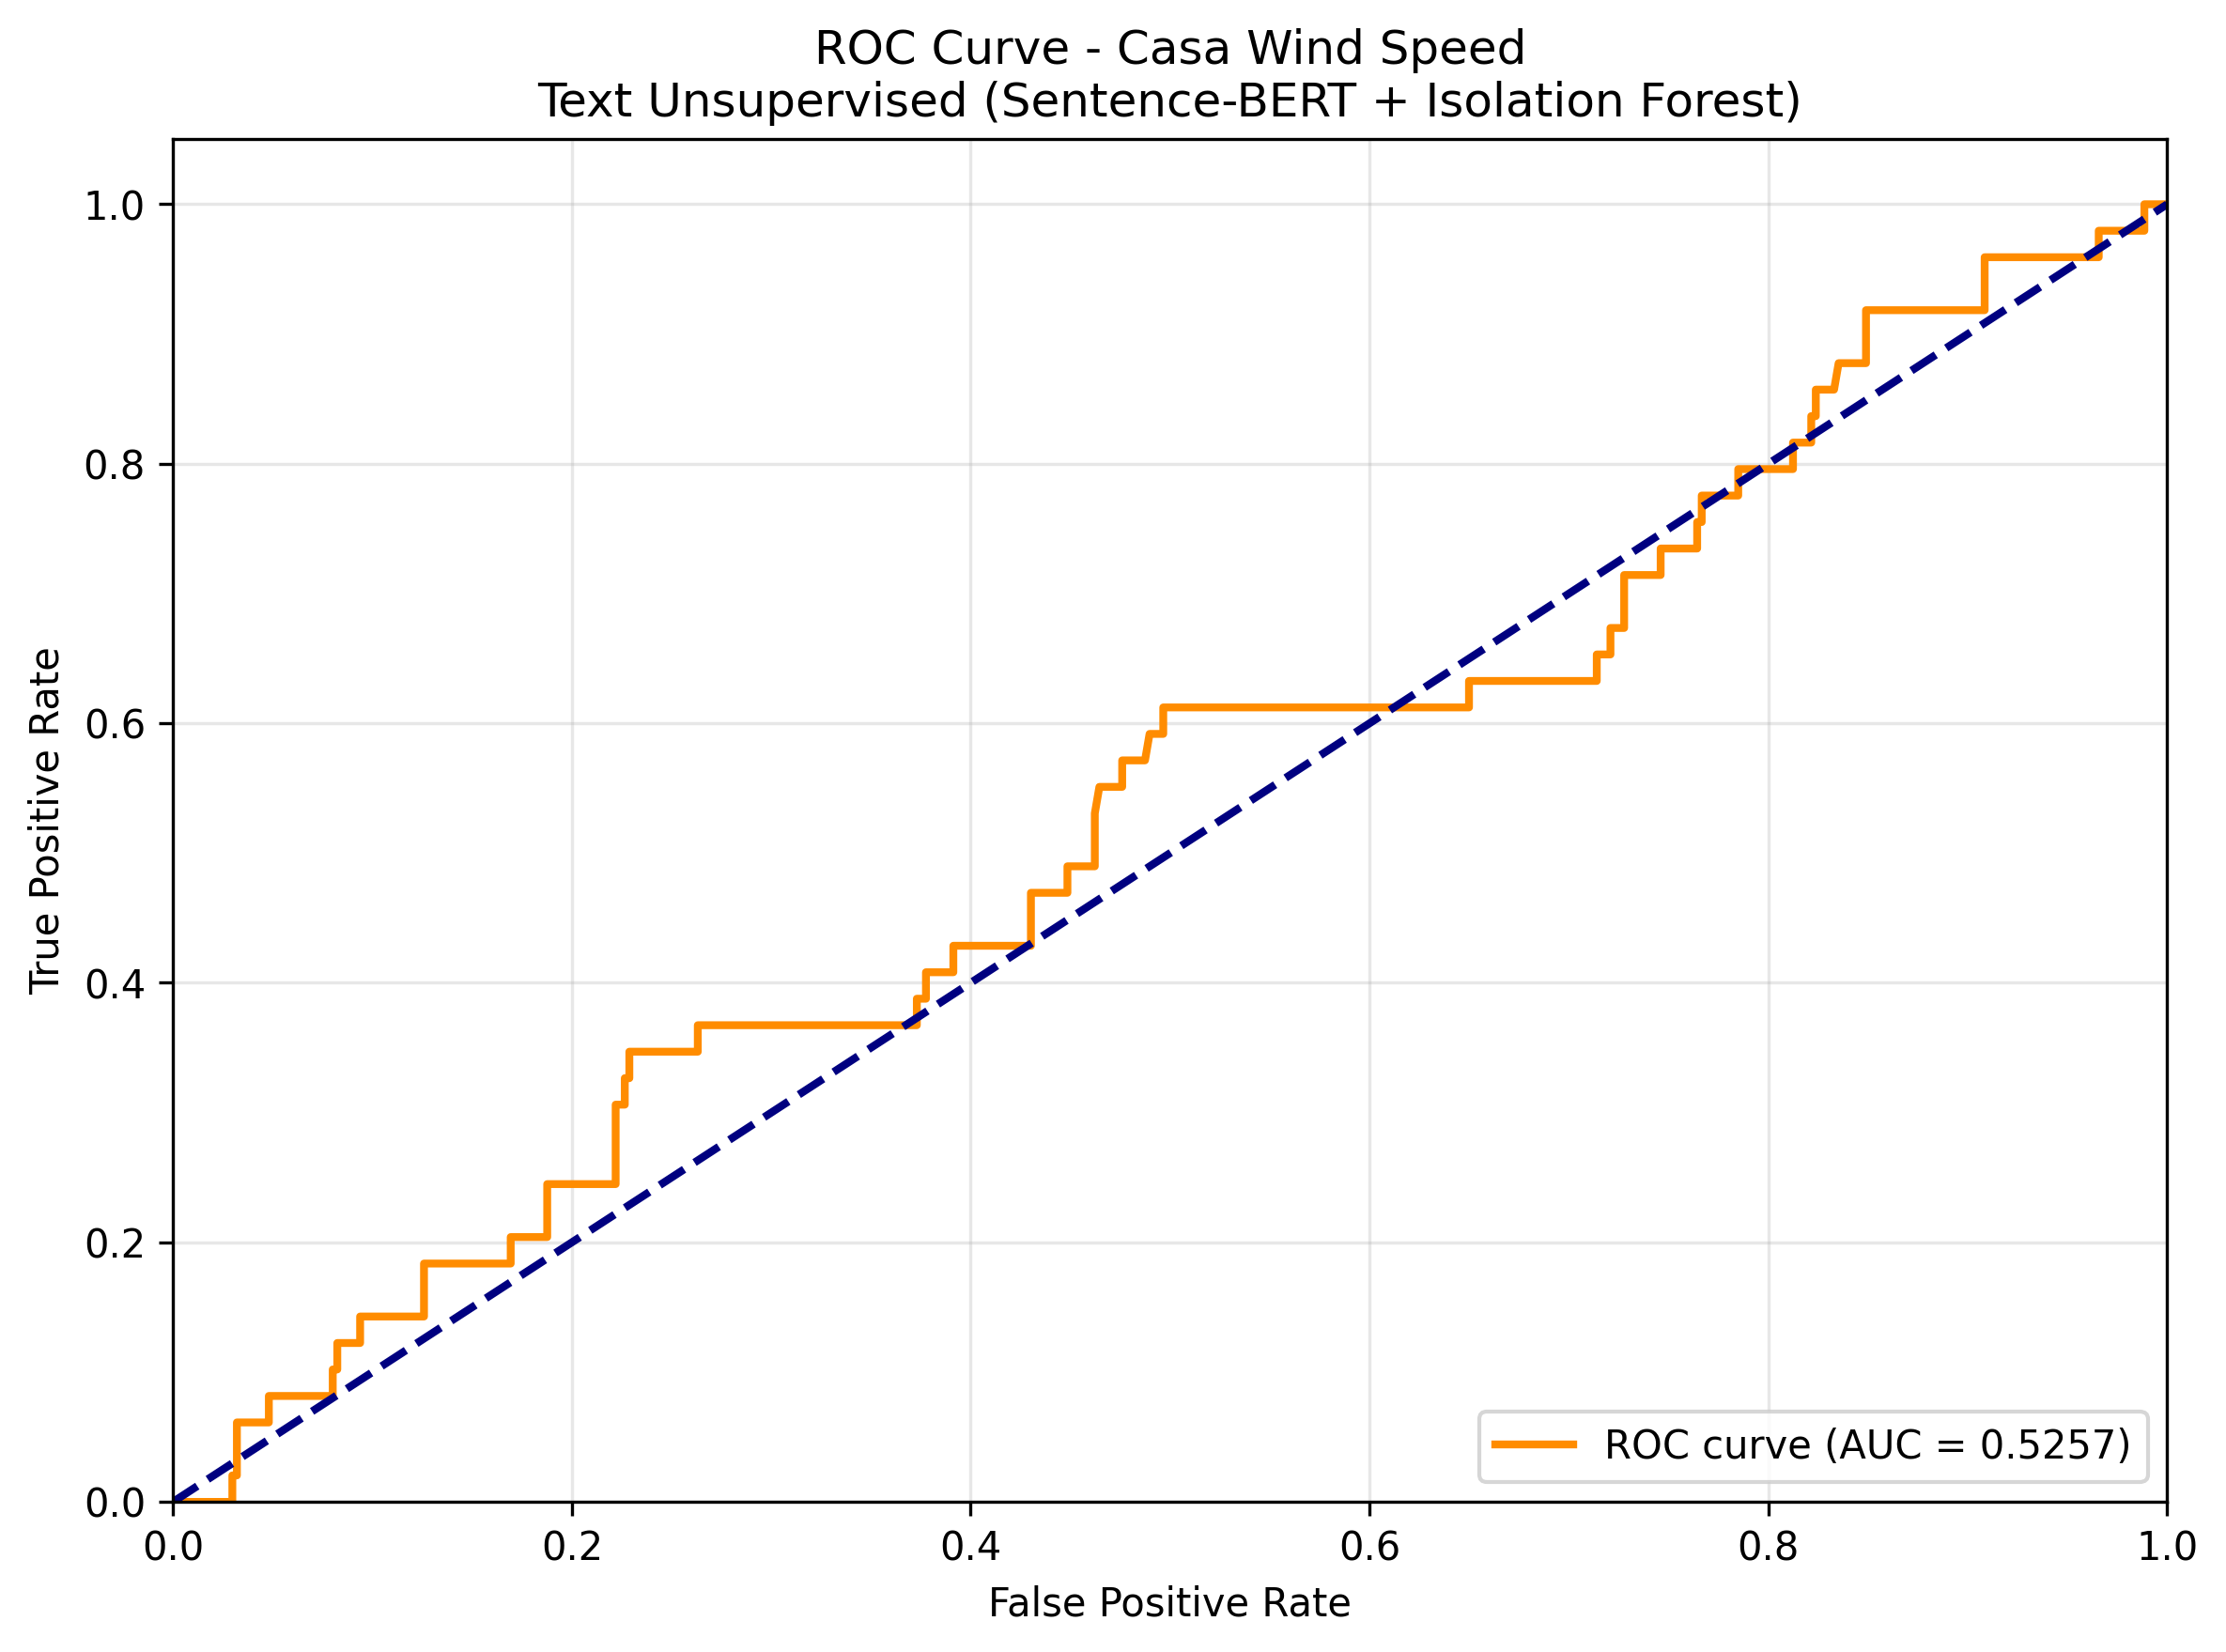 ROC Curve - Casa Wind Speed
Text Unsupervised (Sentence-BERT + Isolation Forest)
True Positive Rate
1.0
0.8
0.6
0.4
0.2
0.0
0.0 0.2 0.4 0.6 0.8 1.0
False Positive Rate
ROC curve (AUC = 0.5257)